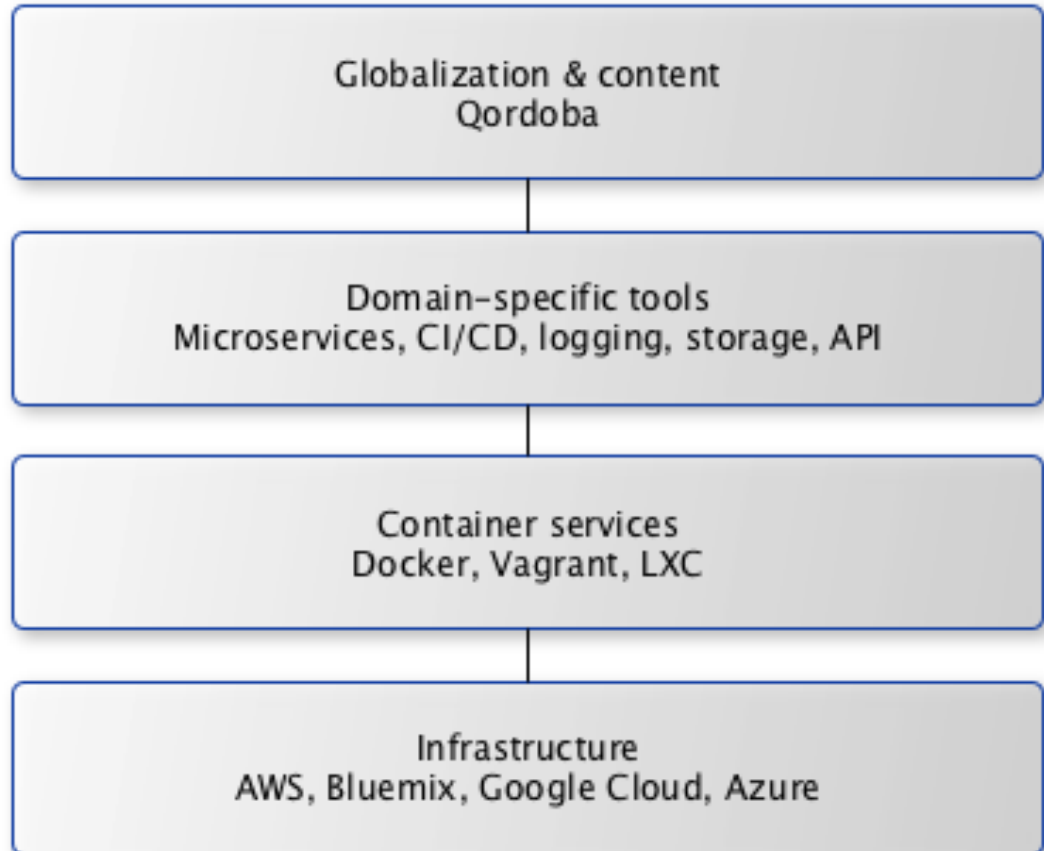 Globalization & content
Qordoba
Domain-specific tools
Microservices, CI/CD, logging, storage, API
Container services
Docker, Vagrant, LXC
Infrastructure
AWS, Bluemix, Google Cloud, Azure